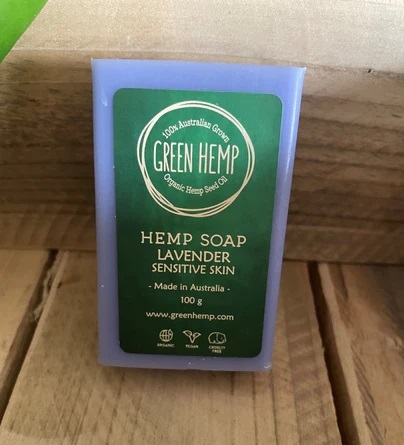 100% Australian Grown
GREEN HEMP
Organic Hemp Seed Oil
HEMP SOAP
LAVENDER
SENSITIVE SKIN
- Made in Australia -
100 g
www.greenhemp.com
ORGANIC VEGAN CRUELTY
FREE